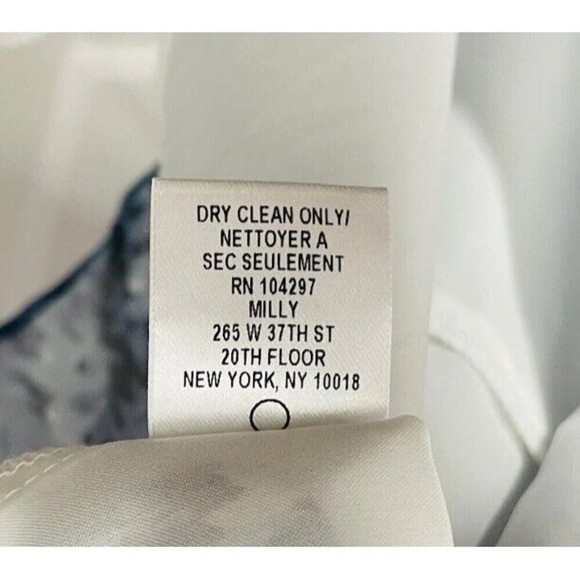 DRY CLEAN ONLY/
NETTOYER A
SEC SEULEMENT
RN 104297
MILLY
265 W 37TH ST
20TH FLOOR
NEW YORK, NY 10018